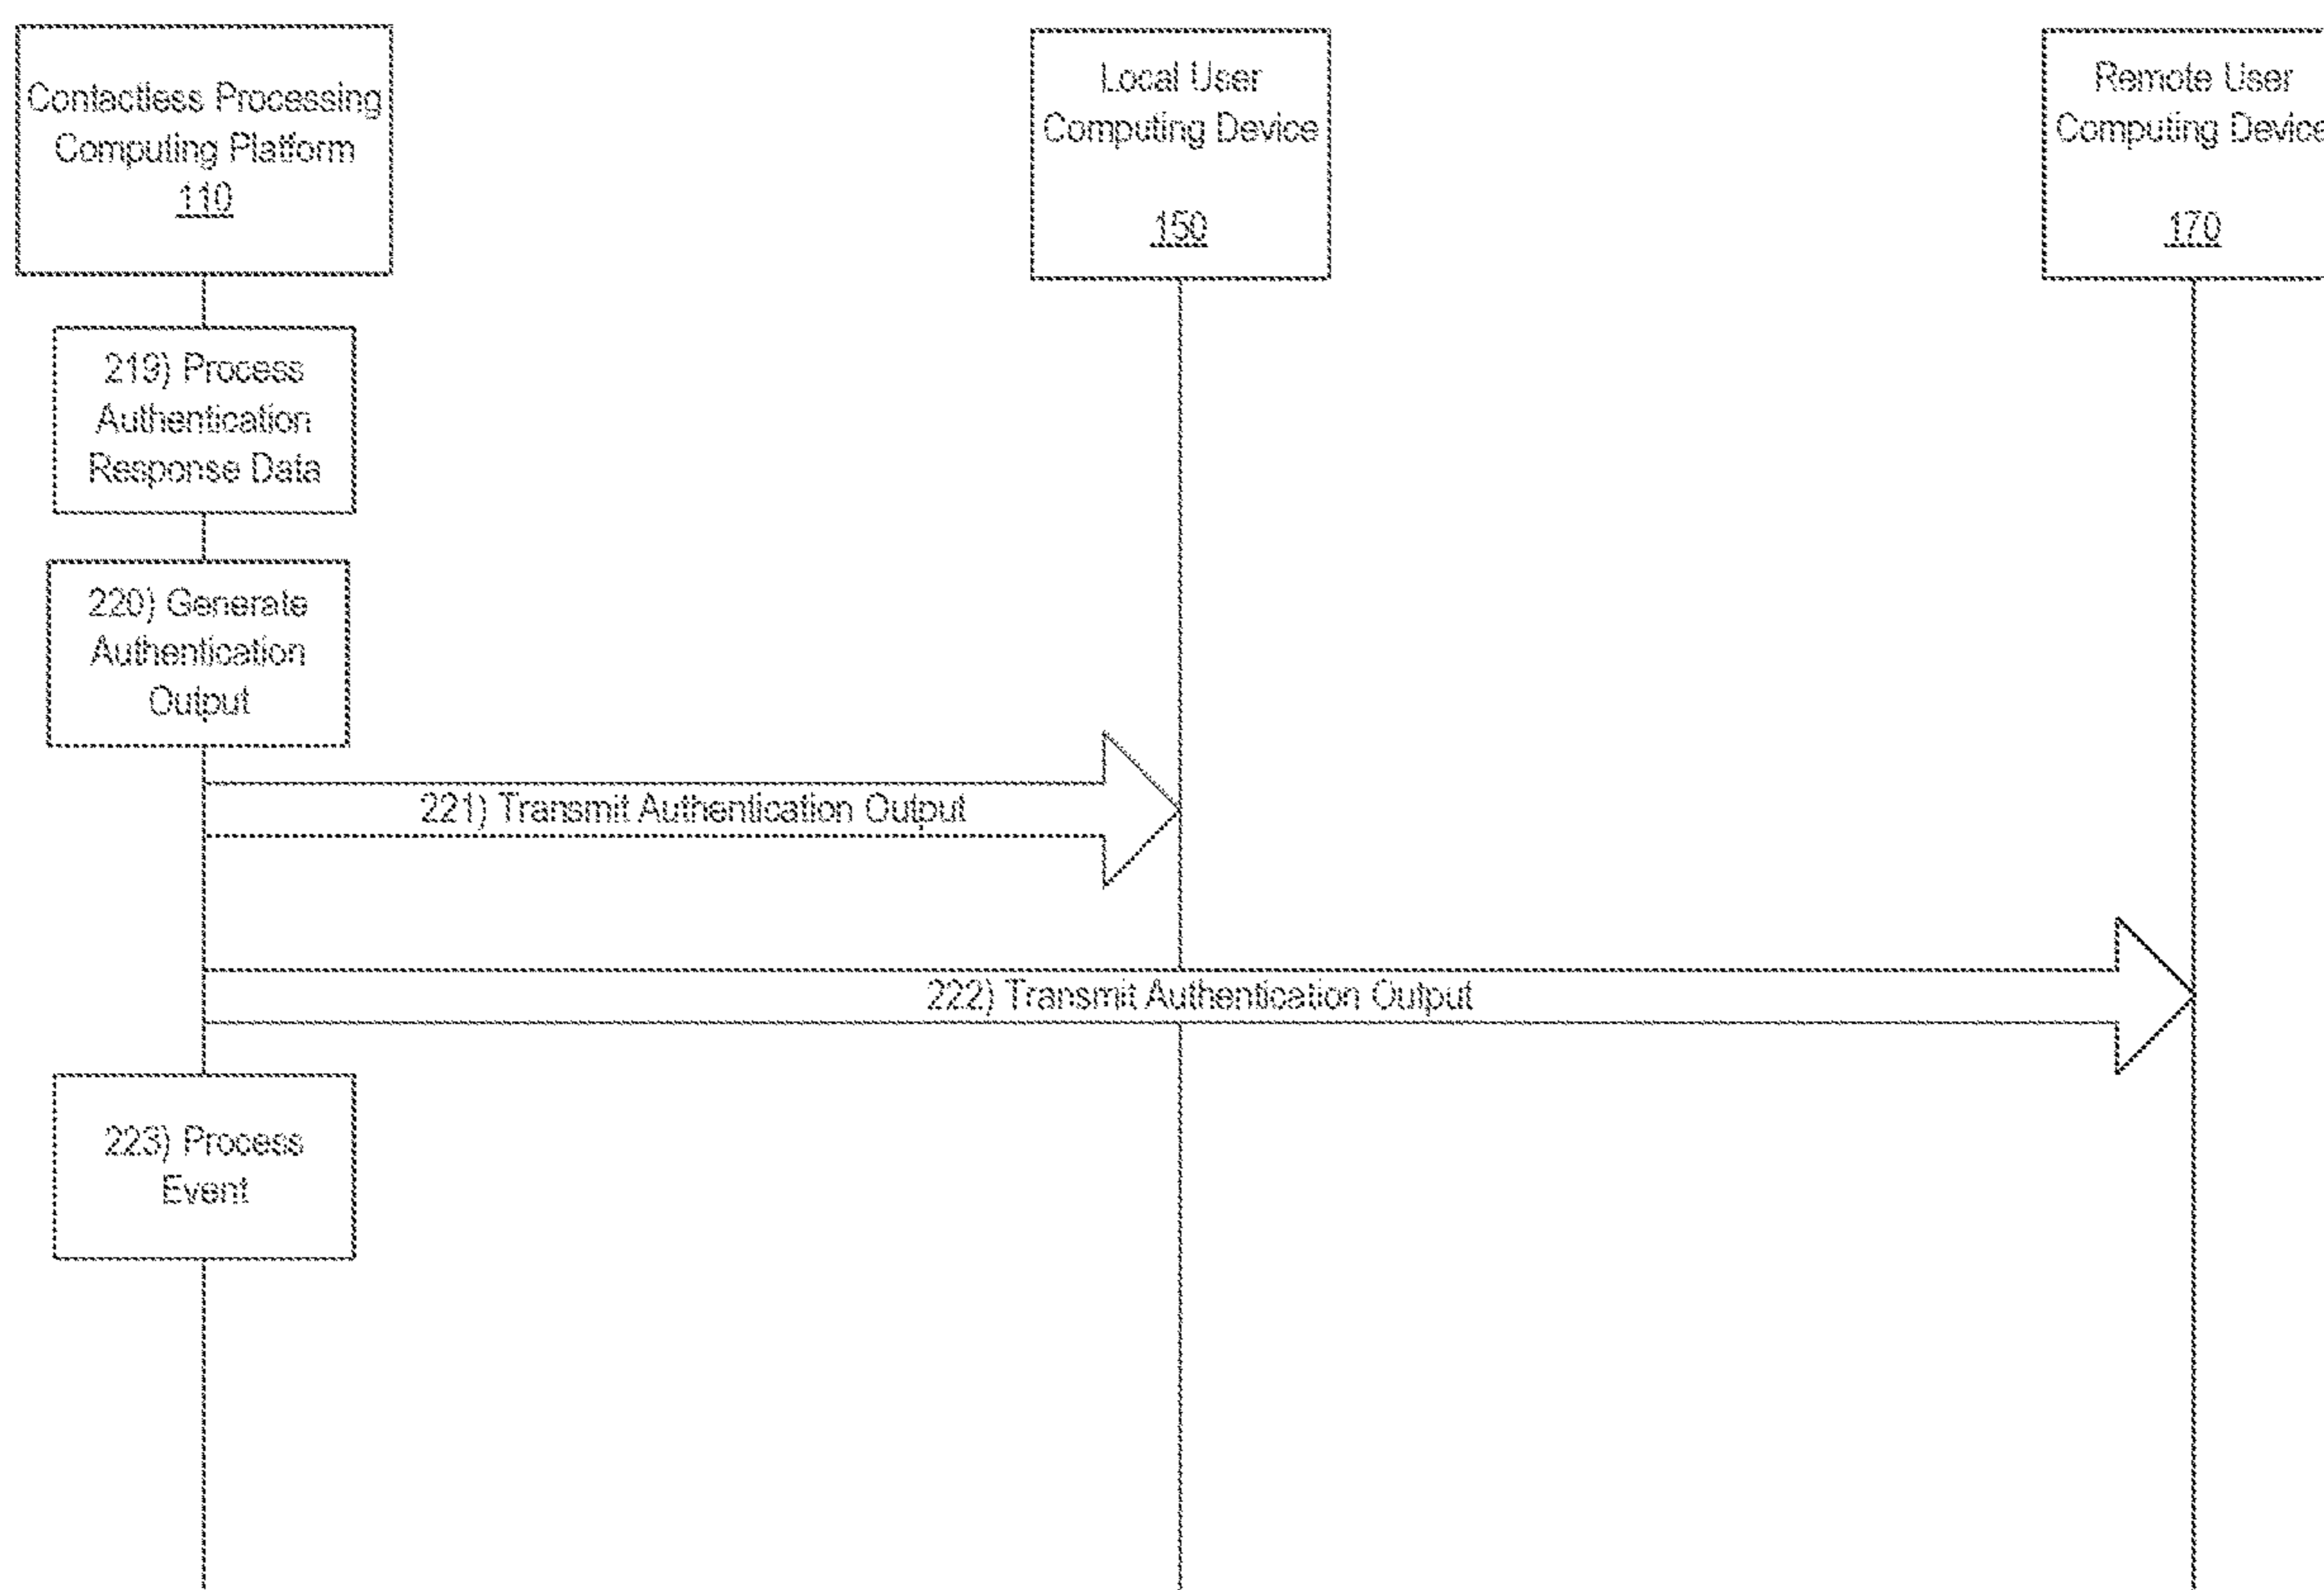 Contactless Processing
Computing Platform
110
Local User
Computing Device
150
Remote User
Computing Device
170
219) Process
Authentication
Response Data
220) Generate
Authentication
Output
221) Transmit Authentication Output
222) Transmit Authentication Output
223) Process
Event